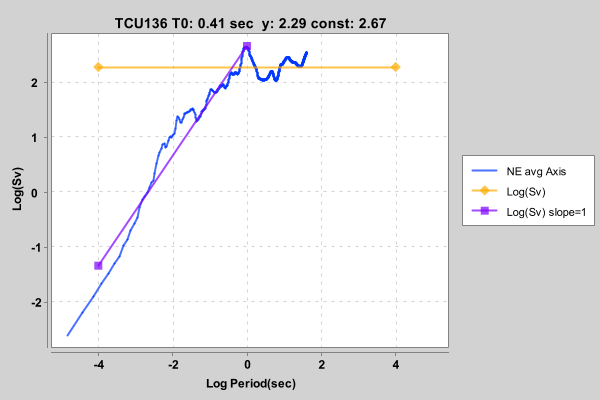 TCU136 T0: 0.41 sec  y: 2.29 const: 2.67
Log(Sv)
2
1
0
-1
-2
-4
-2
0
2
4
Log Period(sec)
NE avg Axis
Log(Sv)
Log(Sv) slope=1